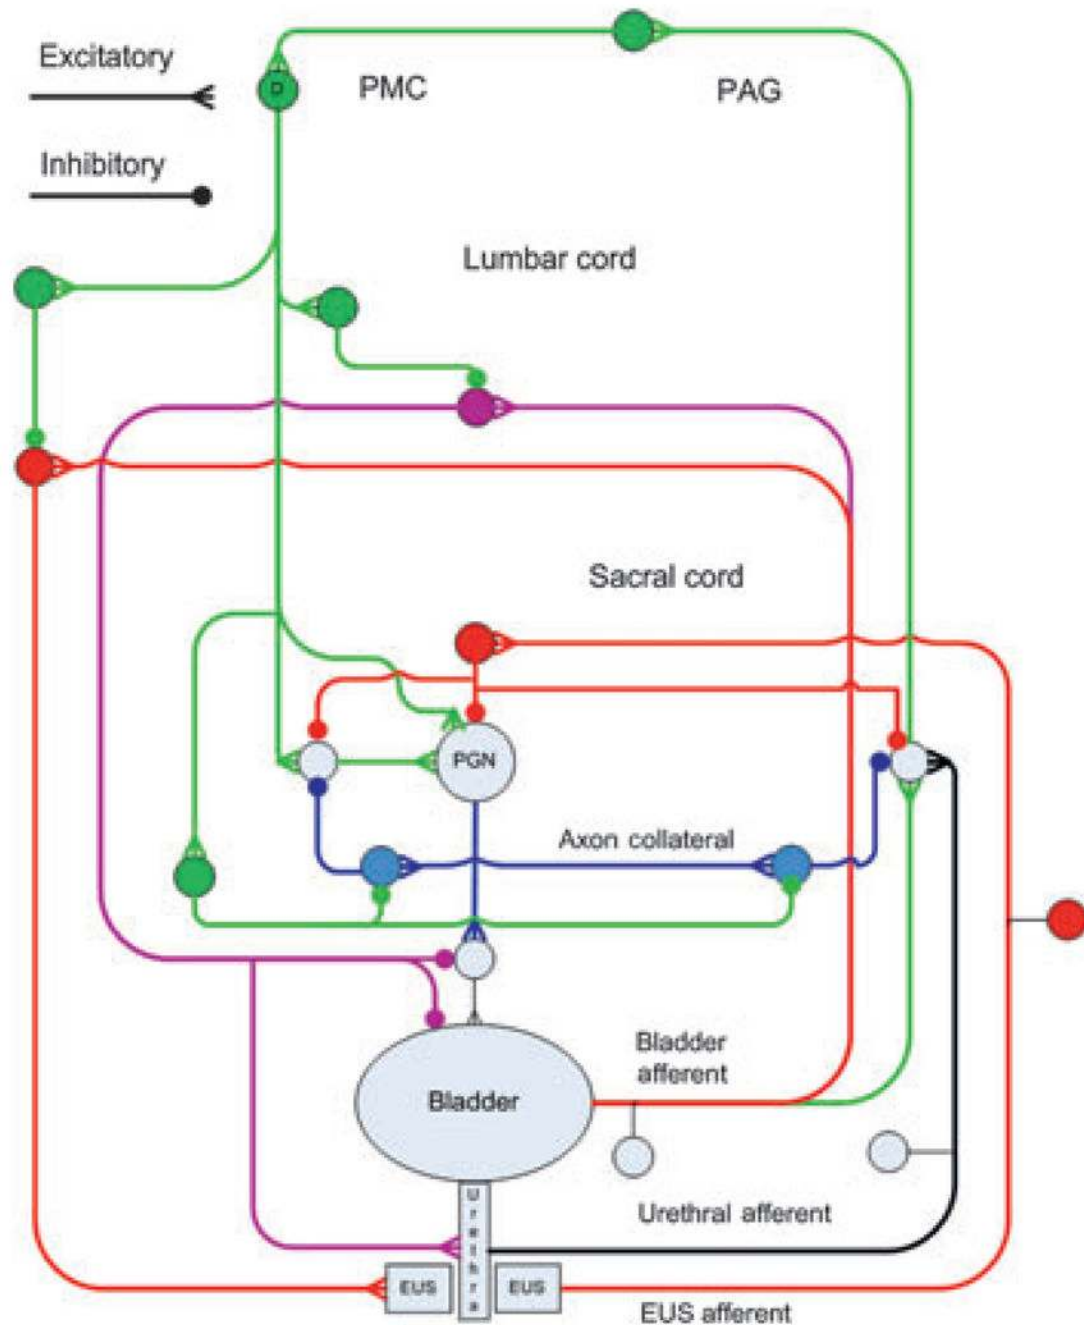 Excitatory
PMC
PAG
D
Inhibitory
Lumbar cord
Sacral cord
PGN
Axon collateral
Bladder
afferent
Bladder
Urethra
Urethral afferent
EUS
EUS
EUS afferent